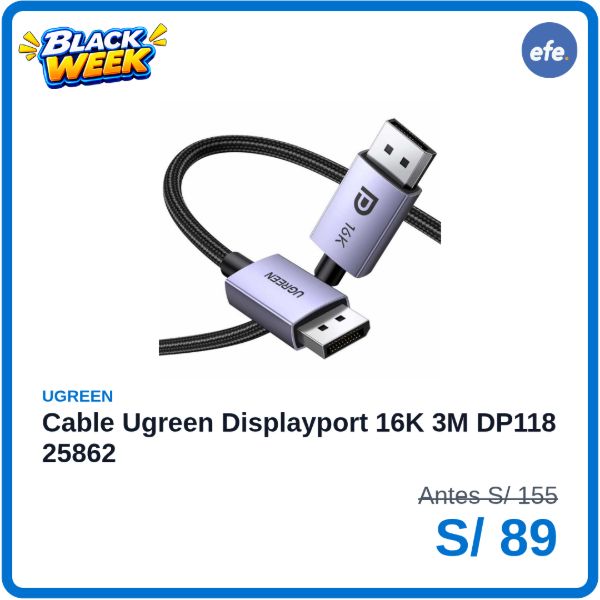 BLACK
WEEK
efe.
16K
UGREEN
UGREEN
Cable Ugreen Displayport 16K 3M DP118
25862
Antes S/ 155
S/ 89